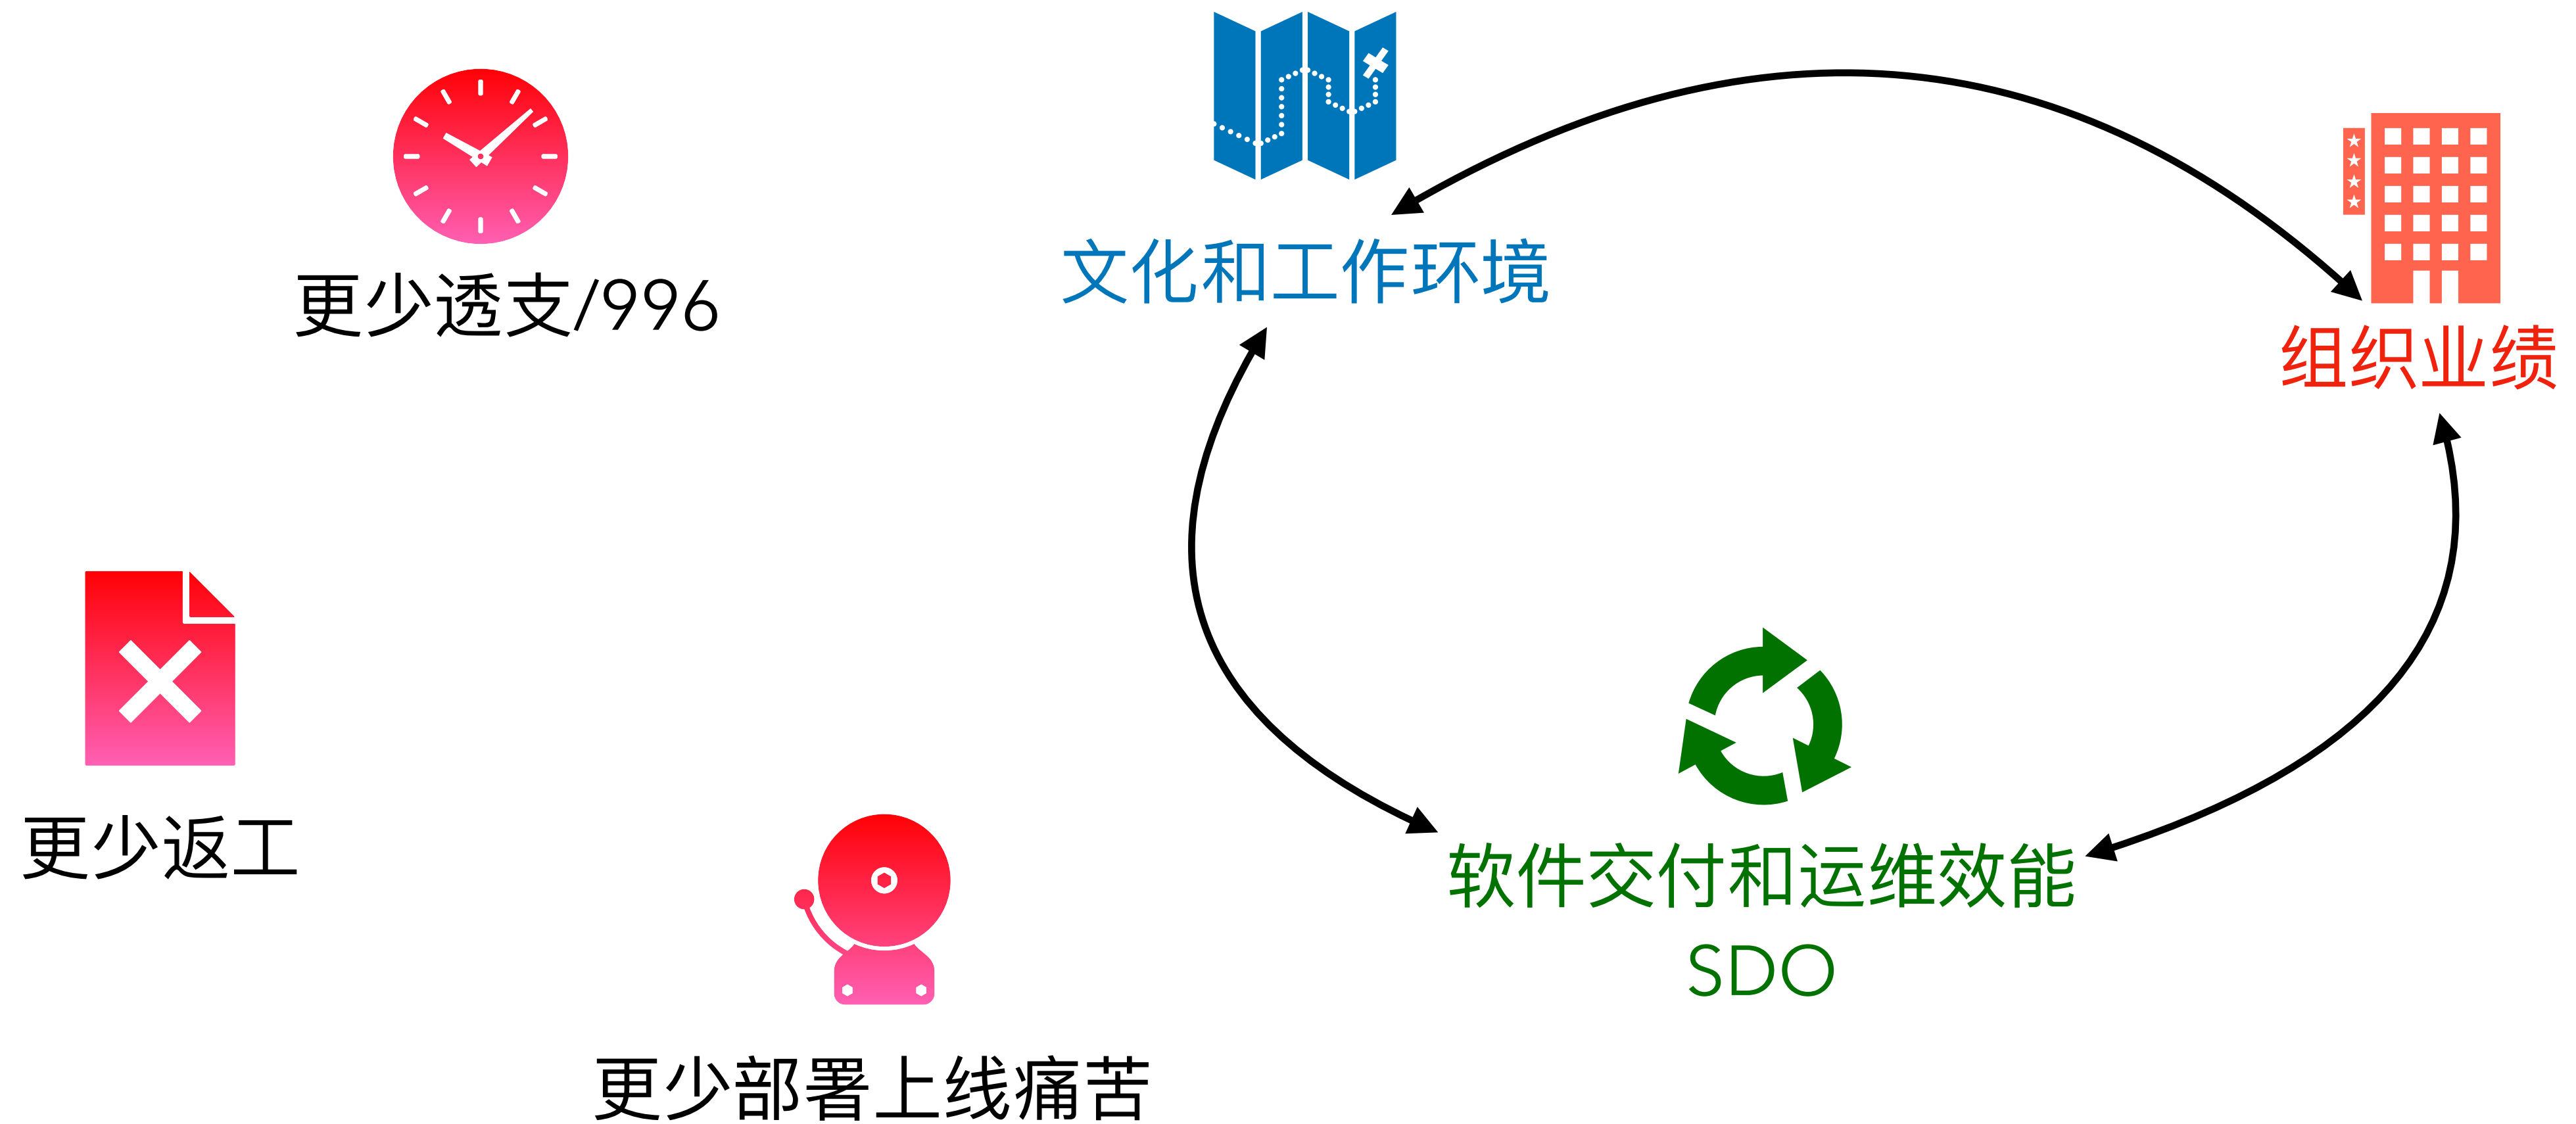 更少透支/996
文化和工作环境
组织业绩
更少返工
软件交付和运维效能
SDO
更少部署上线痛苦